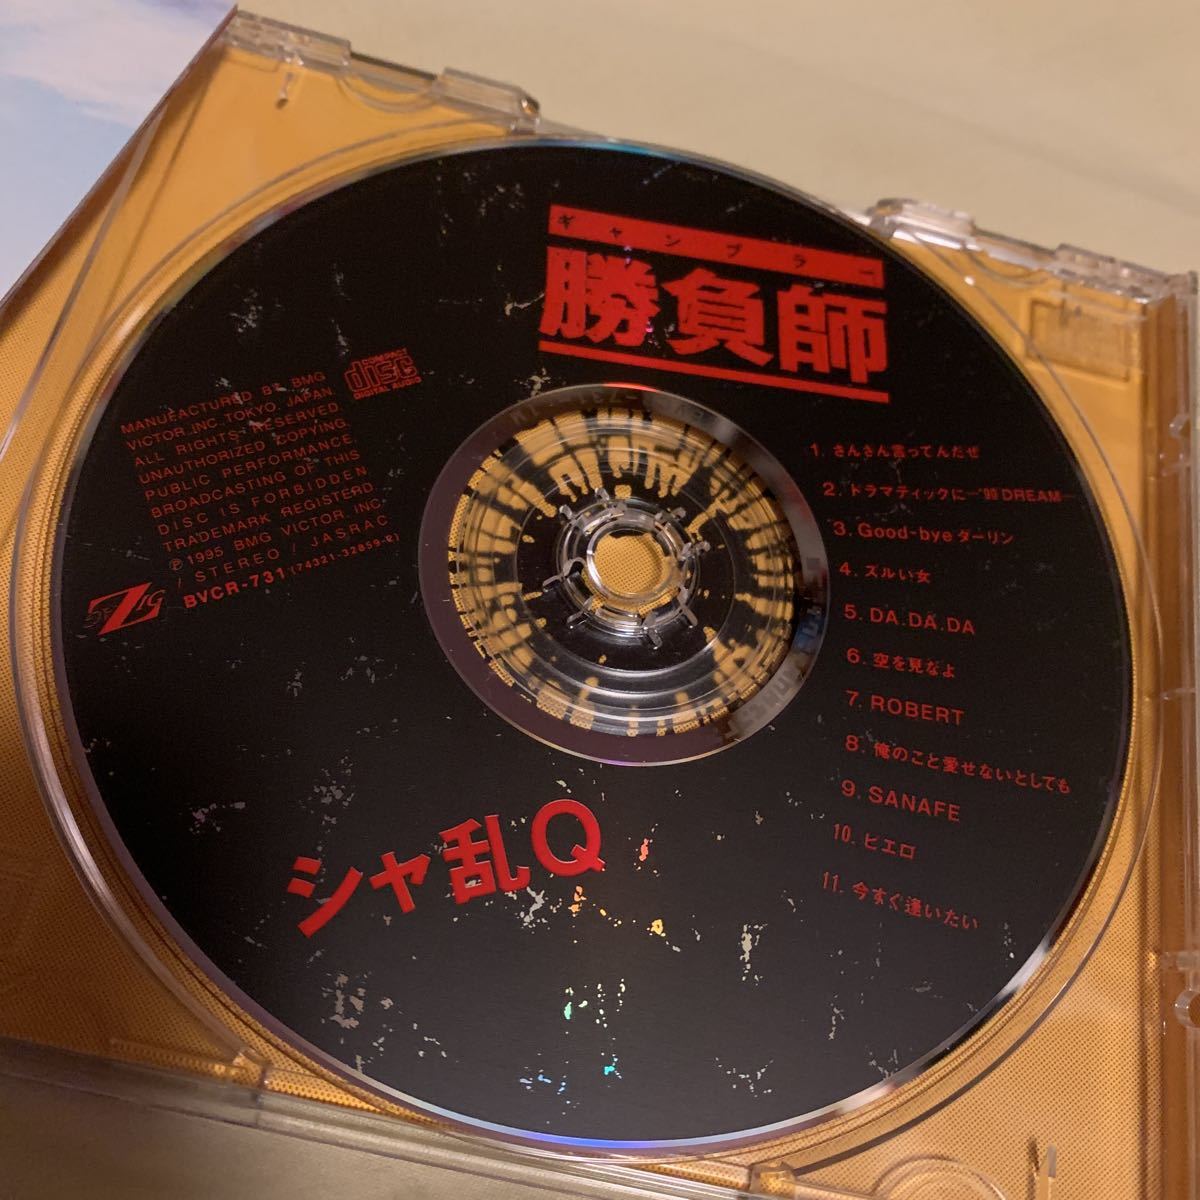 ギャンブラー
勝負師
COMPACT
disc
DIGITAL AUDIO
MANUFACTURED BY BMG
VICTOR.INC.TOKYO.JAPAN.
ALL RIGHTS RESERVED.
UNAUTHORIZED COPYING.
PUBLIC PERFORMANCE.
BROADCASTING OF THIS
DISC IS FORBIDDEN.
TRADEMARK REGISTERD.
Ⓟ1995 BMG VICTOR.INC.
/ STEREO / JASRAC
BVCR-731 (74321-32859-2)
1. さんざん言ってんだぜ
2. ドラマティックに—'96 DREAM—
3. Good-bye ダーリン
4. ズルい女
5. DA.DA.DA
6. 空を見なよ
7. ROBERT
8. 俺のこと愛せないとしても
9. SANAFE
10. ピエロ
11. 今すぐ逢いたい
シャ乱Q